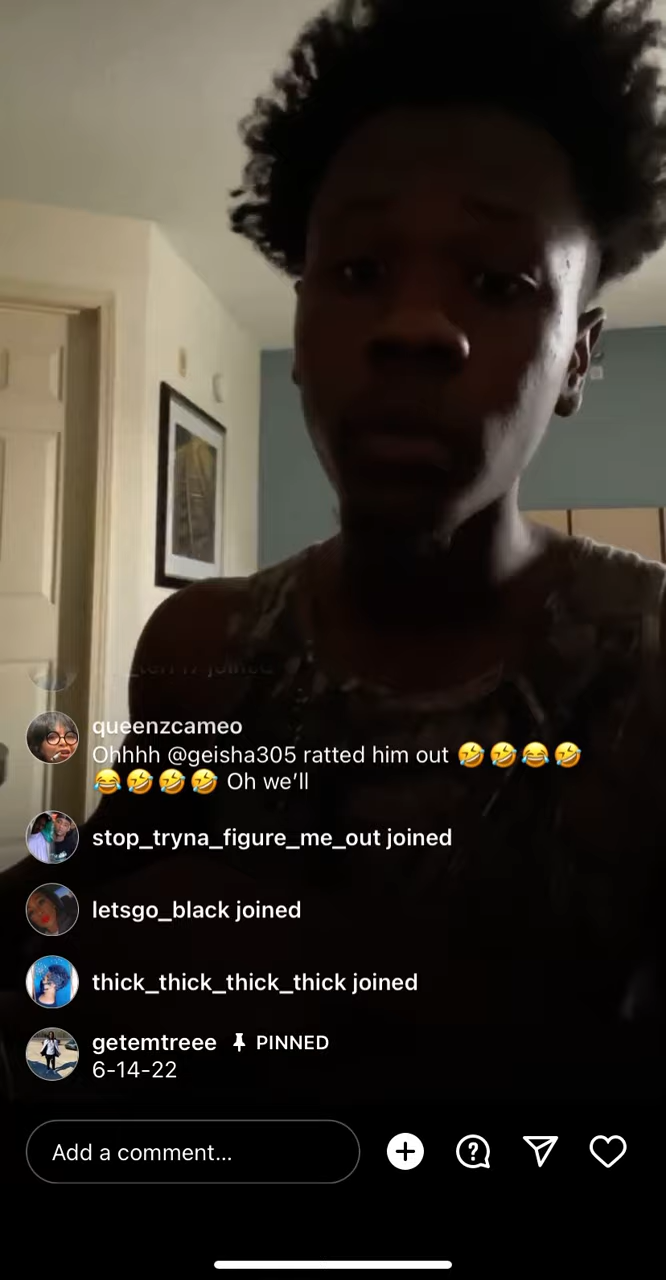 joined
queenzcameo
Ohhhh @geisha305 ratted him out 🤣🤣😂🤣
😂🤣🤣🤣 Oh we’ll
stop_tryna_figure_me_out joined
letsgo_black joined
thick_thick_thick_thick joined
getemtreee 📌 PINNED
6-14-22
Add a comment...